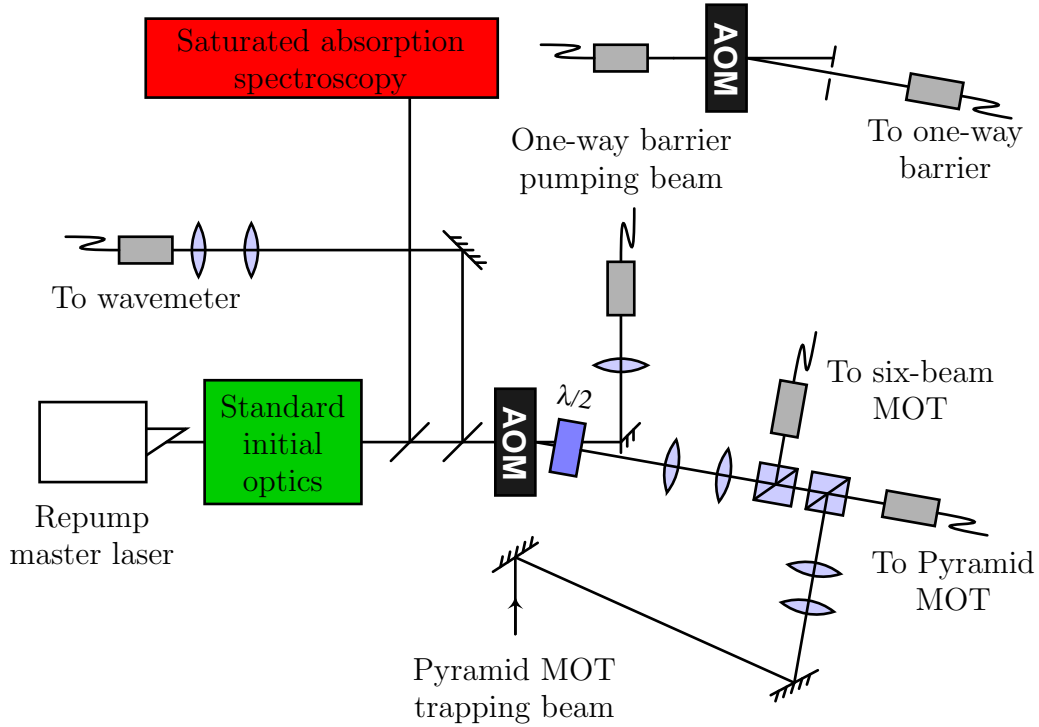 Saturated absorption
spectroscopy
AOM
One-way barrier
pumping beam
To one-way
barrier
To wavemeter
λ/2
To six-beam
MOT
Standard
initial
optics
AOM
Repump
master laser
To Pyramid
MOT
Pyramid MOT
trapping beam